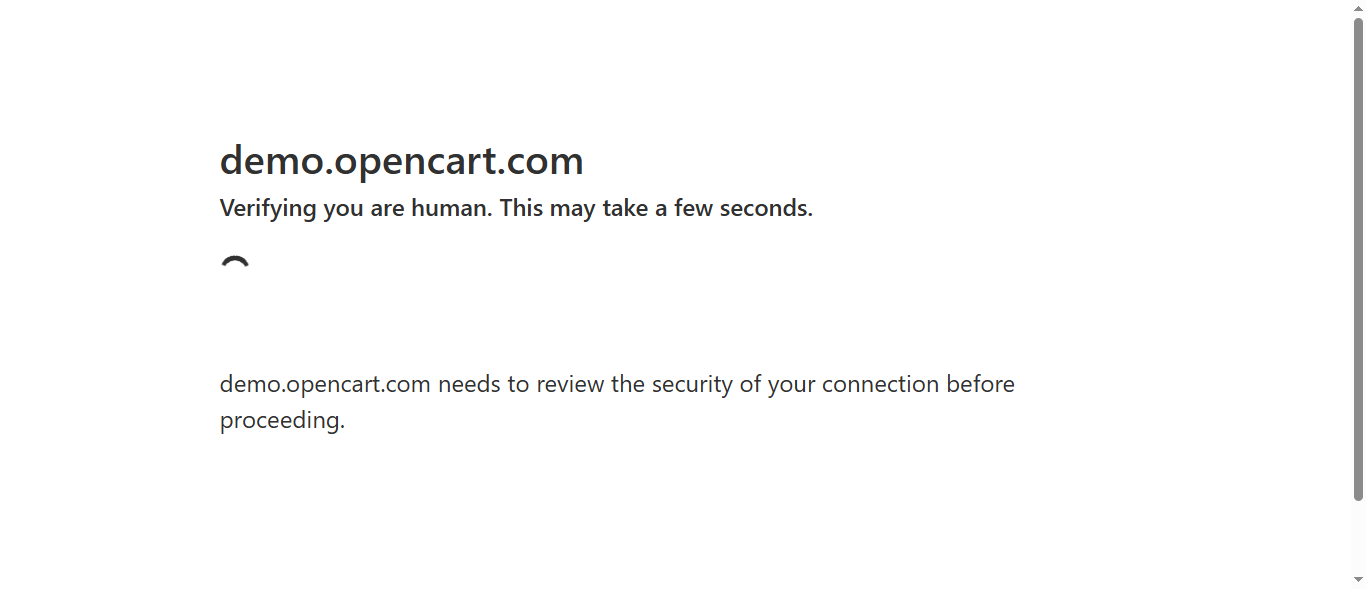 demo.opencart.com
Verifying you are human. This may take a few seconds.
demo.opencart.com needs to review the security of your connection before
proceeding.